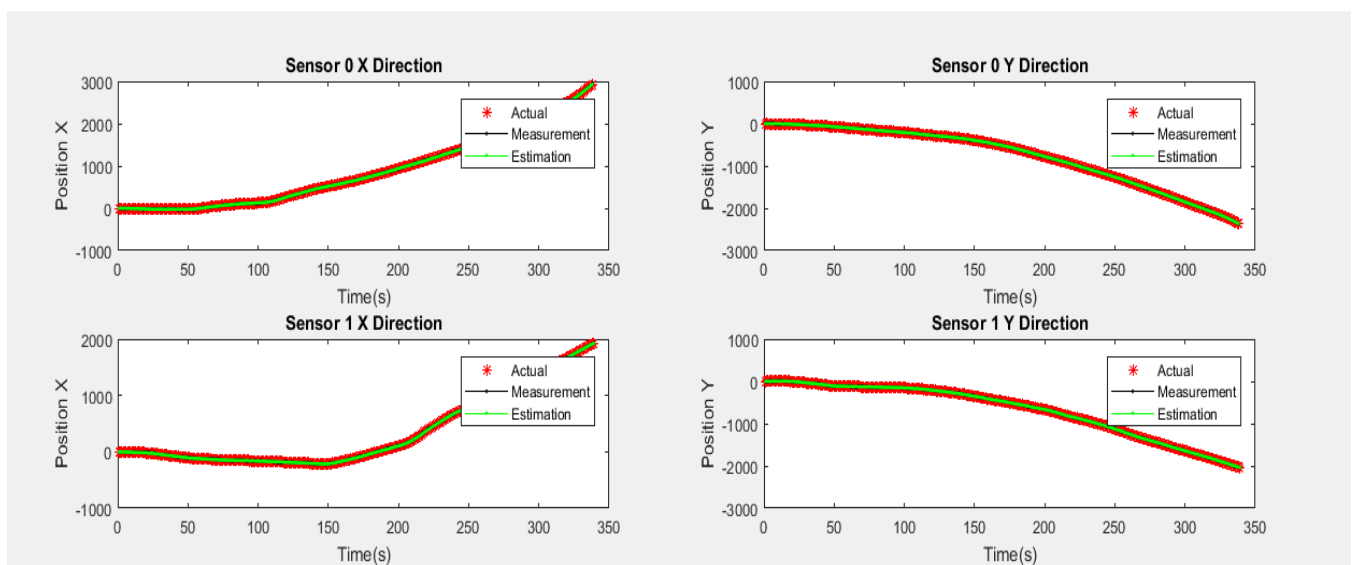 Sensor 0 X Direction
Position X
3000
2000
1000
0
-1000
Actual
Measurement
Estimation
0 50 100 150 200 250 300 350
Time(s)
Sensor 0 Y Direction
Position Y
1000
0
-1000
-2000
-3000
Actual
Measurement
Estimation
0 50 100 150 200 250 300 350
Time(s)
Sensor 1 X Direction
Position X
2000
1000
0
-1000
Actual
Measurement
Estimation
0 50 100 150 200 250 300 350
Time(s)
Sensor 1 Y Direction
Position Y
1000
0
-1000
-2000
-3000
Actual
Measurement
Estimation
0 50 100 150 200 250 300 350
Time(s)